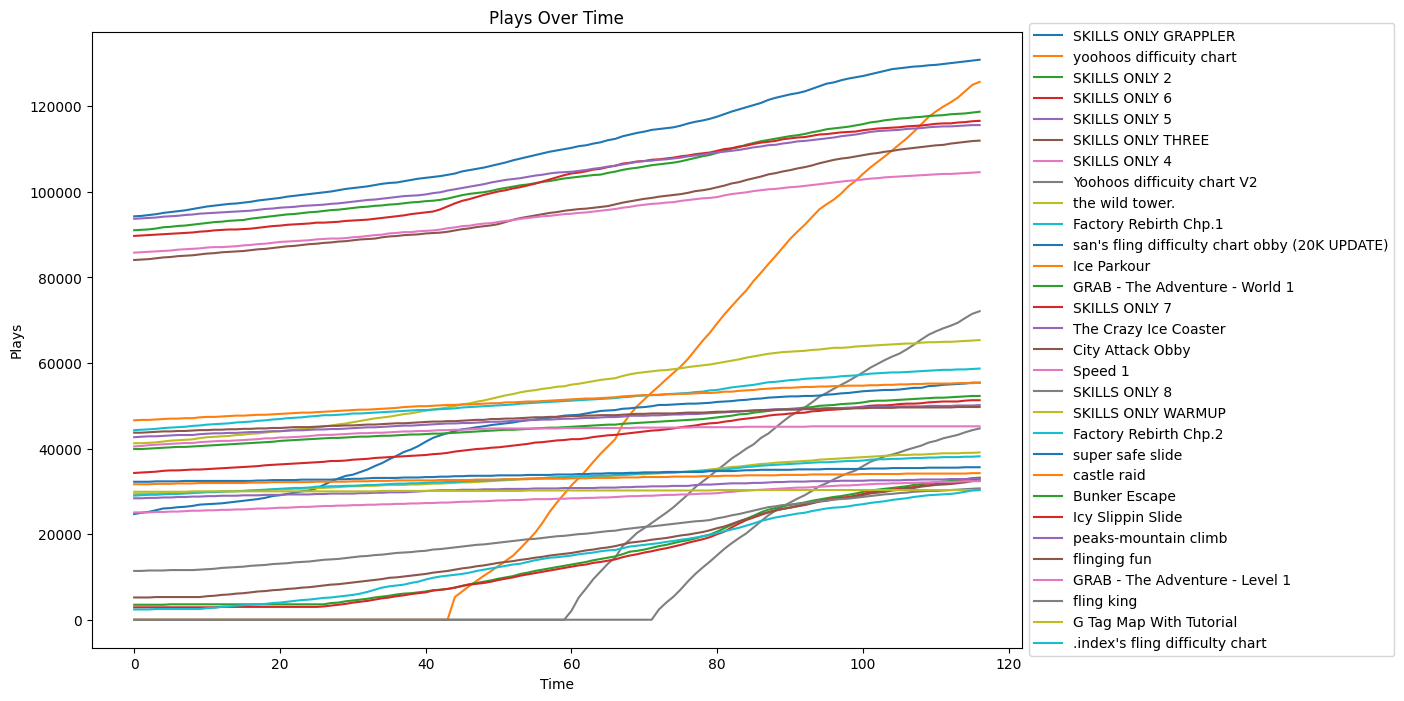 Plays Over Time
Plays
120000
100000
80000
60000
40000
20000
0
0 20 40 60 80 100 120
Time
SKILLS ONLY GRAPPLER
yoohoos difficuity chart
SKILLS ONLY 2
SKILLS ONLY 6
SKILLS ONLY 5
SKILLS ONLY THREE
SKILLS ONLY 4
Yoohoos difficulty chart V2
the wild tower.
Factory Rebirth Chp.1
san's fling difficulty chart obby (20K UPDATE)
Ice Parkour
GRAB - The Adventure - World 1
SKILLS ONLY 7
The Crazy Ice Coaster
City Attack Obby
Speed 1
SKILLS ONLY 8
SKILLS ONLY WARMUP
Factory Rebirth Chp.2
super safe slide
castle raid
Bunker Escape
Icy Slippin Slide
peaks-mountain climb
flinging fun
GRAB - The Adventure - Level 1
fling king
G Tag Map With Tutorial
.index's fling difficulty chart